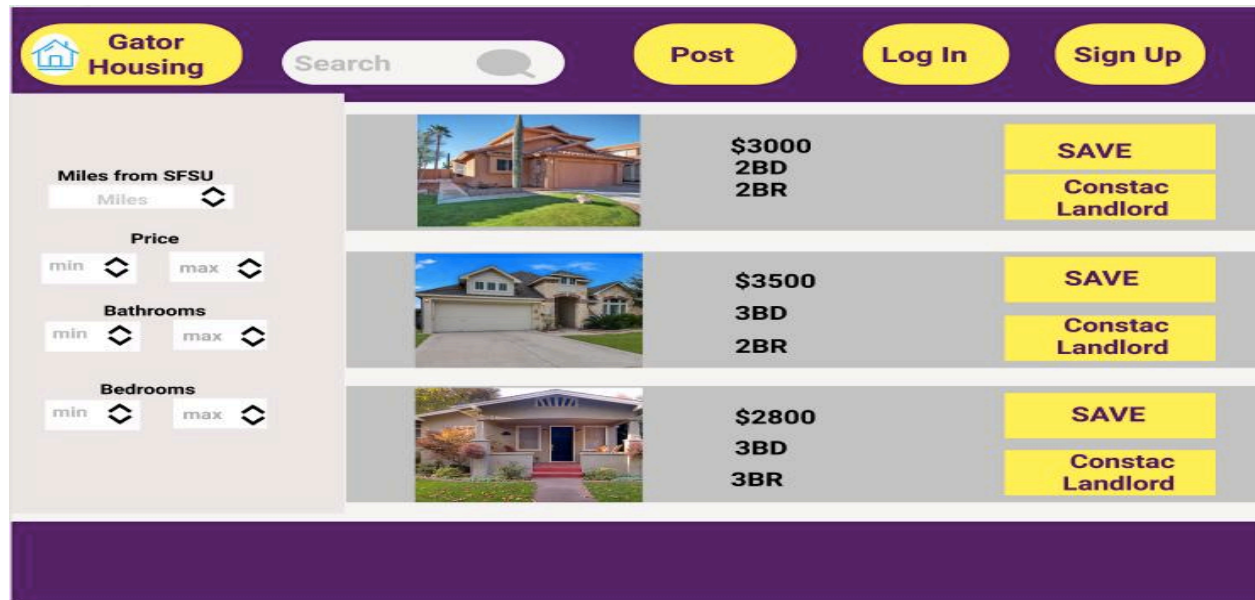 Gator
Housing
Search
Post
Log In
Sign Up
Miles from SFSU
Miles
Price
min
max
Bathrooms
min
max
Bedrooms
min
max
$3000
2BD
2BR
SAVE
Constac
Landlord
$3500
3BD
2BR
SAVE
Constac
Landlord
$2800
3BD
3BR
SAVE
Constac
Landlord